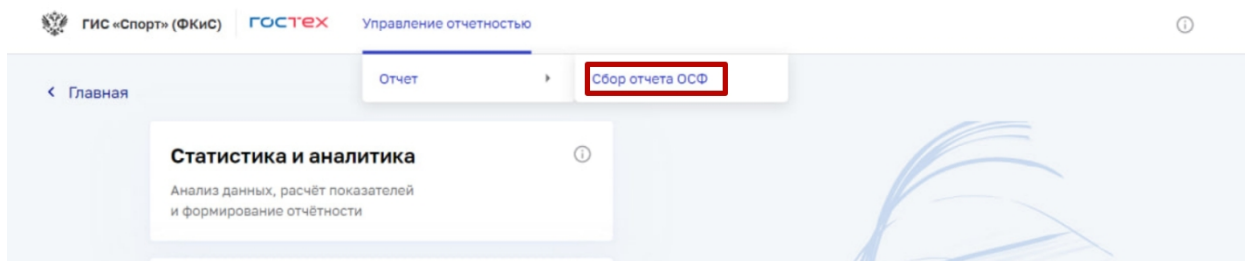 ГИС «Спорт» (ФКиС) ГОСТЕХ Управление отчетностью
Отчет Сбор отчета ОСФ
Главная
Статистика и аналитика
Анализ данных, расчёт показателей
и формирование отчётности